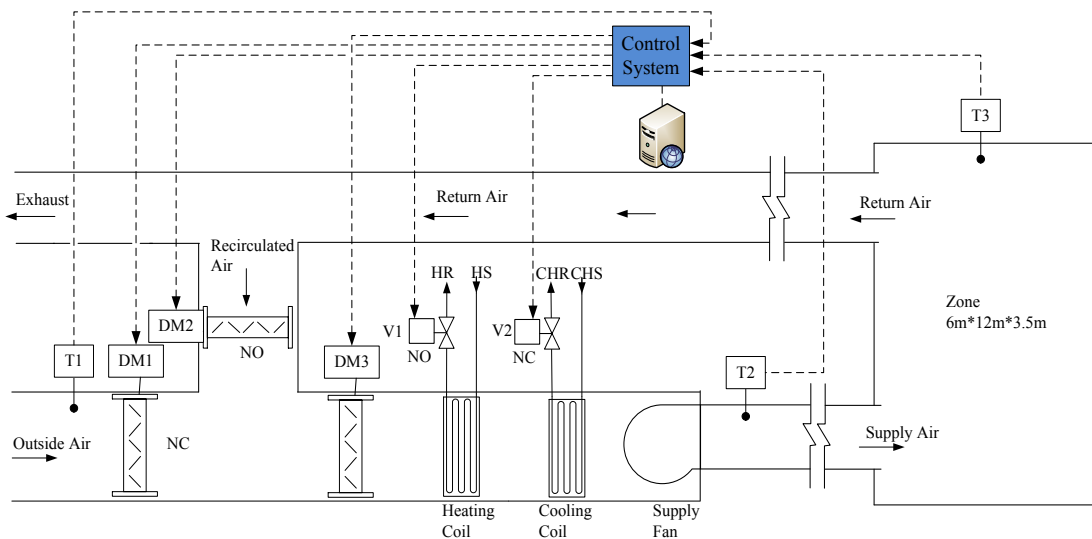 Control
System
T3
Exhaust
Return Air
Return Air
Recirculated
Air
HR
HS
CHR
CHS
Zone
6m*12m*3.5m
DM2
V1
V2
T1
DM1
NO
DM3
NO
NC
T2
Outside Air
NC
Supply Air
Heating
Coil
Cooling
Coil
Supply
Fan